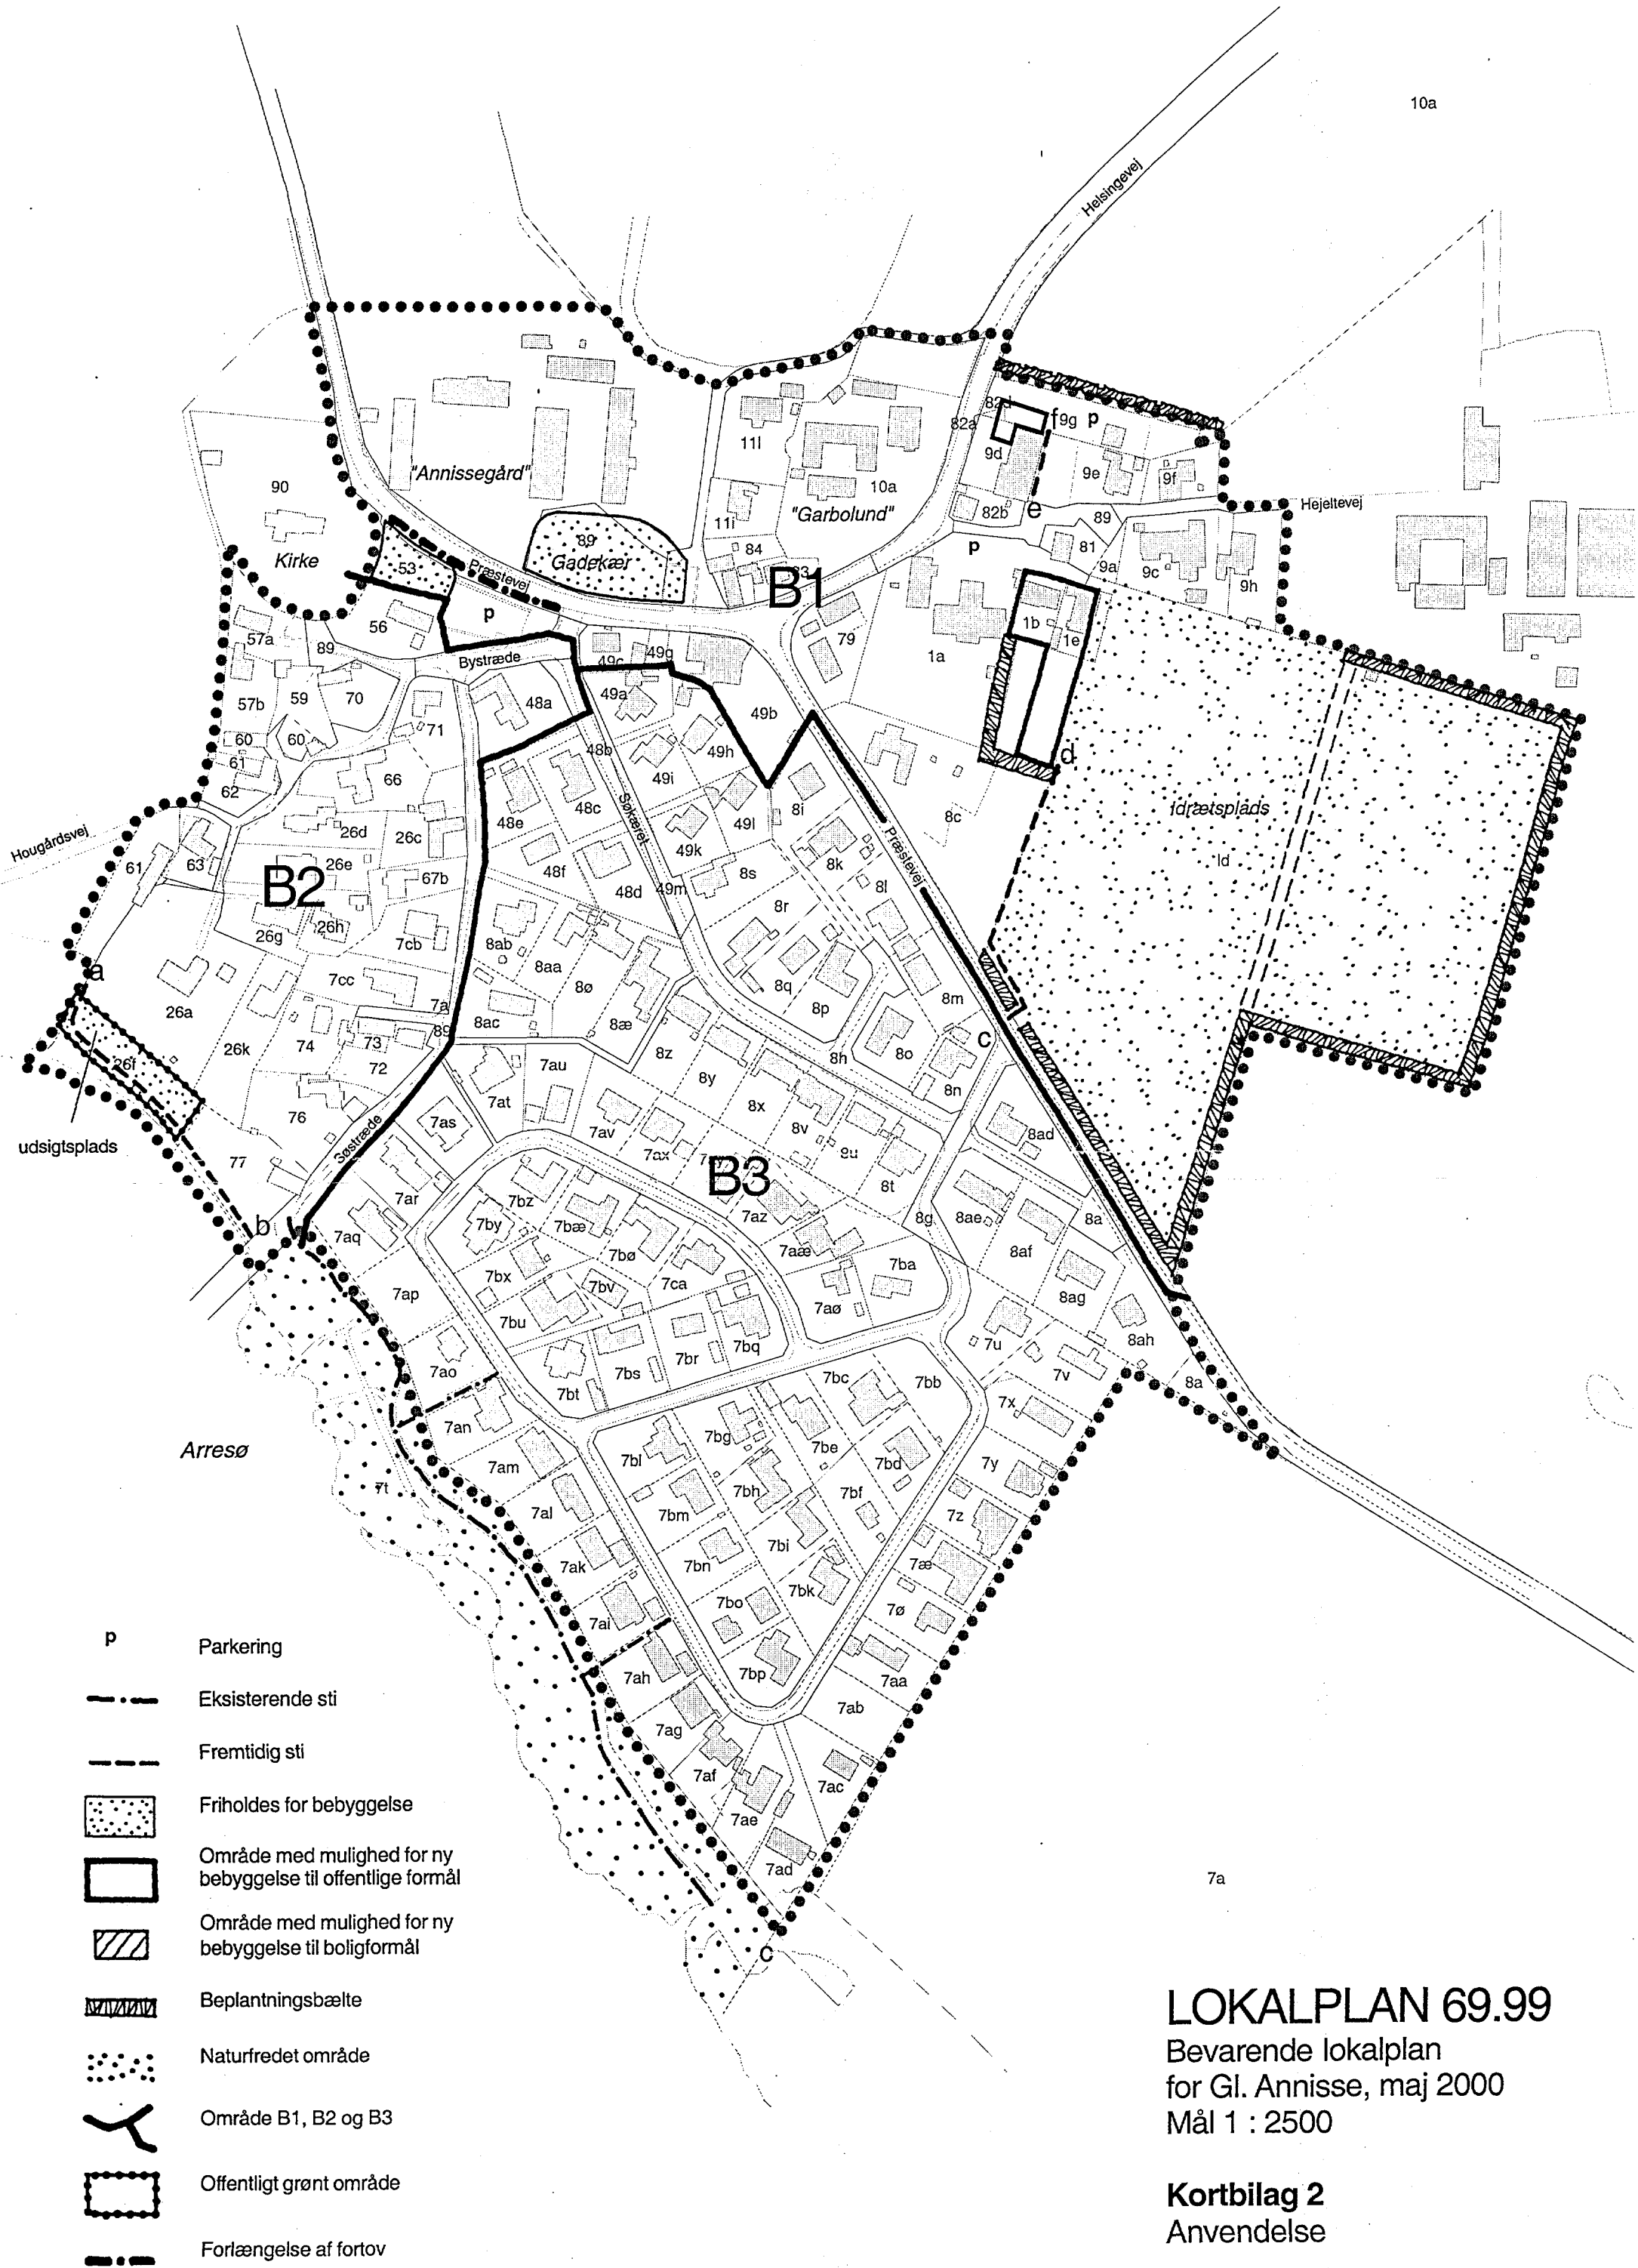 10a
Helsingevej
"Annissegård"
11l
82d
82a
f
9g
p
9d
9e
9f
90
10a
"Garbolund"
11i
82b
e
89
Hejeltevej
Kirke
53
Præstevej
89
Gadekær
84
p
81
9a
9c
9h
B1
57a
56
p
89
Bystræde
49c
49g
79
1a
1b
1e
57b
59
70
71
48a
49a
49b
60
60
61
62
66
48b
49h
49i
d
Hougårdsvej
26d
26c
48e
48c
Søkæret
49l
8i
8c
Idrætsplads
61
63
26e
67b
48f
48d
49k
49m
8s
8k
8l
Præstevej
1d
B2
26g
26h
7cb
8ab
8r
a
7cc
8aa
8ø
8q
8p
8m
26a
7a
89
8ac
8æ
c
26k
74
73
72
8z
8h
8o
26i
7at
7au
8y
8n
udsigtsplads
76
7as
7av
8x
8v
8ad
Søstræde
7ax
8u
77
B3
8t
7ar
7bz
b
7aq
7by
7bæ
7az
8g
8ae
8a
7bø
7aæ
7ba
8af
7bx
7bv
7ca
7ap
7bu
7aø
8ag
7ao
7bt
7bs
7br
7bq
7u
8ah
7v
8a
7bc
7bb
7x
7an
Arresø
7am
7bl
7bg
7be
7bd
7y
7t
7al
7bm
7bh
7bf
7z
7ak
7bn
7bi
7æ
7ai
7bo
7bk
7ø
7ah
7bp
7aa
7ag
7ab
7af
7ac
7ae
7ad
7a
c
p Parkering
Eksisterende sti
Fremtidig sti
Friholdes for bebyggelse
Område med mulighed for ny
bebyggelse til offentlige formål
Område med mulighed for ny
bebyggelse til boligformål
Beplantningsbælte
Naturfredet område
Område B1, B2 og B3
Offentligt grønt område
Forlængelse af fortov
LOKALPLAN 69.99
Bevarende lokalplan
for Gl. Annisse, maj 2000
Mål 1 : 2500
Kortbilag 2
Anvendelse